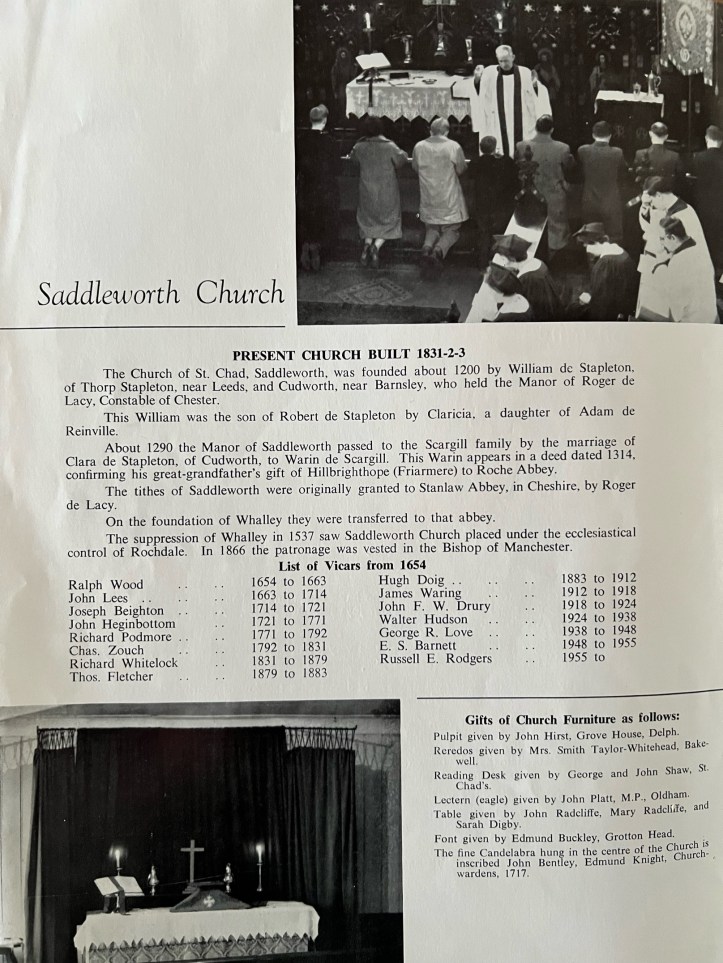 Saddleworth Church
PRESENT CHURCH BUILT 1831-2-3
The Church of St. Chad, Saddleworth, was founded about 1200 by William de Stapleton,
of Thorp Stapleton, near Leeds, and Cudworth, near Barnsley, who held the Manor of Roger de
Lacy, Constable of Chester.
This William was the son of Robert de Stapleton by Claricia, a daughter of Adam de
Reinville.
About 1290 the Manor of Saddleworth passed to the Scargill family by the marriage of
Clara de Stapleton, of Cudworth, to Warin de Scargill. This Warin appears in a deed dated 1314,
confirming his great-grandfather's gift of Hillbrighthope (Friarmere) to Roche Abbey.
The tithes of Saddleworth were originally granted to Stanlaw Abbey, in Cheshire, by Roger
de Lacy.
On the foundation of Whalley they were transferred to that abbey.
The suppression of Whalley in 1537 saw Saddleworth Church placed under the ecclesiastical
control of Rochdale. In 1866 the patronage was vested in the Bishop of Manchester.
List of Vicars from 1654
Ralph Wood .. .. 1654 to 1663
John Lees .. .. 1663 to 1714
Joseph Beighton .. .. 1714 to 1721
John Heginbottom .. 1721 to 1771
Richard Podmore .. .. 1771 to 1792
Chas. Zouch .. .. 1792 to 1831
Richard Whitelock .. 1831 to 1879
Thos. Fletcher .. .. 1879 to 1883
Hugh Doig .. .. .. 1883 to 1912
James Waring .. .. 1912 to 1918
John F. W. Drury .. 1918 to 1924
Walter Hudson .. .. 1924 to 1938
George R. Love .. .. 1938 to 1948
E. S. Barnett .. .. 1948 to 1955
Russell E. Rodgers .. 1955 to
Gifts of Church Furniture as follows:
Pulpit given by John Hirst, Grove House, Delph.
Reredos given by Mrs. Smith Taylor-Whitehead, Bake-
well.
Reading Desk given by George and John Shaw, St.
Chad's.
Lectern (eagle) given by John Platt, M.P., Oldham.
Table given by John Radcliffe, Mary Radcliffe, and
Sarah Digby.
Font given by Edmund Buckley, Grotton Head.
The fine Candelabra hung in the centre of the Church is
inscribed John Bentley, Edmund Knight, Church-
wardens, 1717.